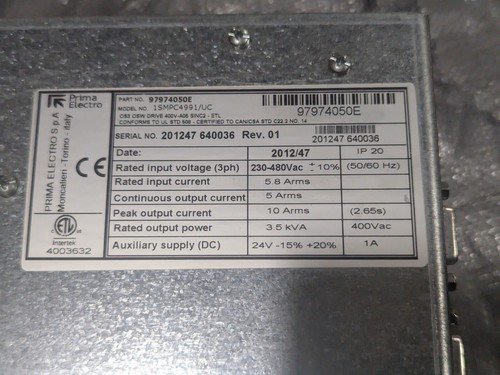 Prima
Electro
PART NO. 97974050E
MODEL NO. 1SMPC4991/UC
OS3 OSW DRIVE 400V-A05 SINC2 - STL
CONFORMS TO UL STD 508 - CERTIFIED TO CAN/CSA STD C22.2 NO. 14
97974050E
SERIAL NO. 201247 640036 Rev. 01
201247 640036
PRIMA ELECTRO S.p.A
Moncalieri - Torino - Italy
CE
Date: 2012/47 IP 20
Rated input voltage (3ph) 230-480Vac ± 10% (50/60 Hz)
Rated input current 5.8 Arms
Continuous output current 5 Arms
Peak output current 10 Arms (2.65s)
Rated output power 3.5 kVA 400Vac
Auxiliary supply (DC) 24V -15% +20% 1A
ETL
Intertek
4003632